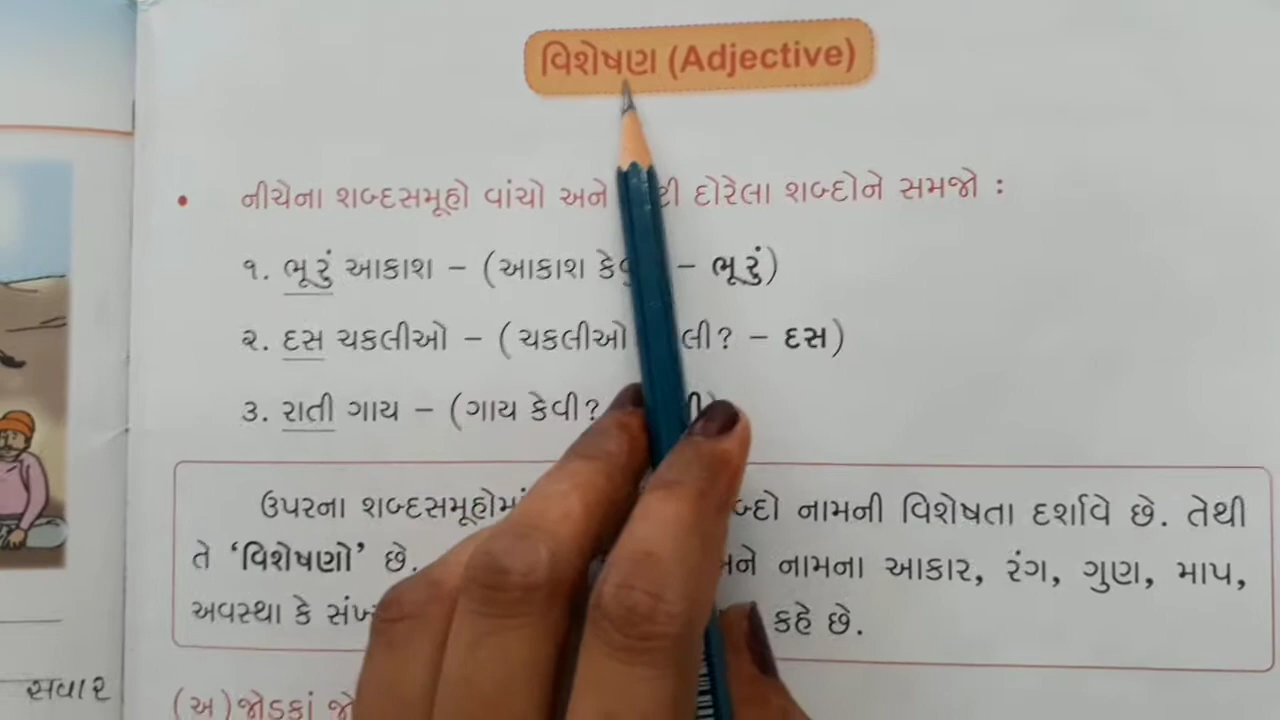 વિશેષણ (Adjective)
• નીચેના શબ્દસમૂહો વાંચો અને દોરેલા શબ્દોને સમજો :
૧. ભૂરું આકાશ – (આકાશ – ભૂરું)
૨. દસ ચકલીઓ – (ચકલીઓ – દસ)
૩. રાતી ગાય – (ગાય કેવી?
ઉપરના શબ્દસમૂહોમાં નામની વિશેષતા દર્શાવે છે. તેથી
તે ‘વિશેષણો’ છે. નામના આકાર, રંગ, ગુણ, માપ,
અવસ્થા કે કહે છે.
(અ) જોડકાં
સવાર